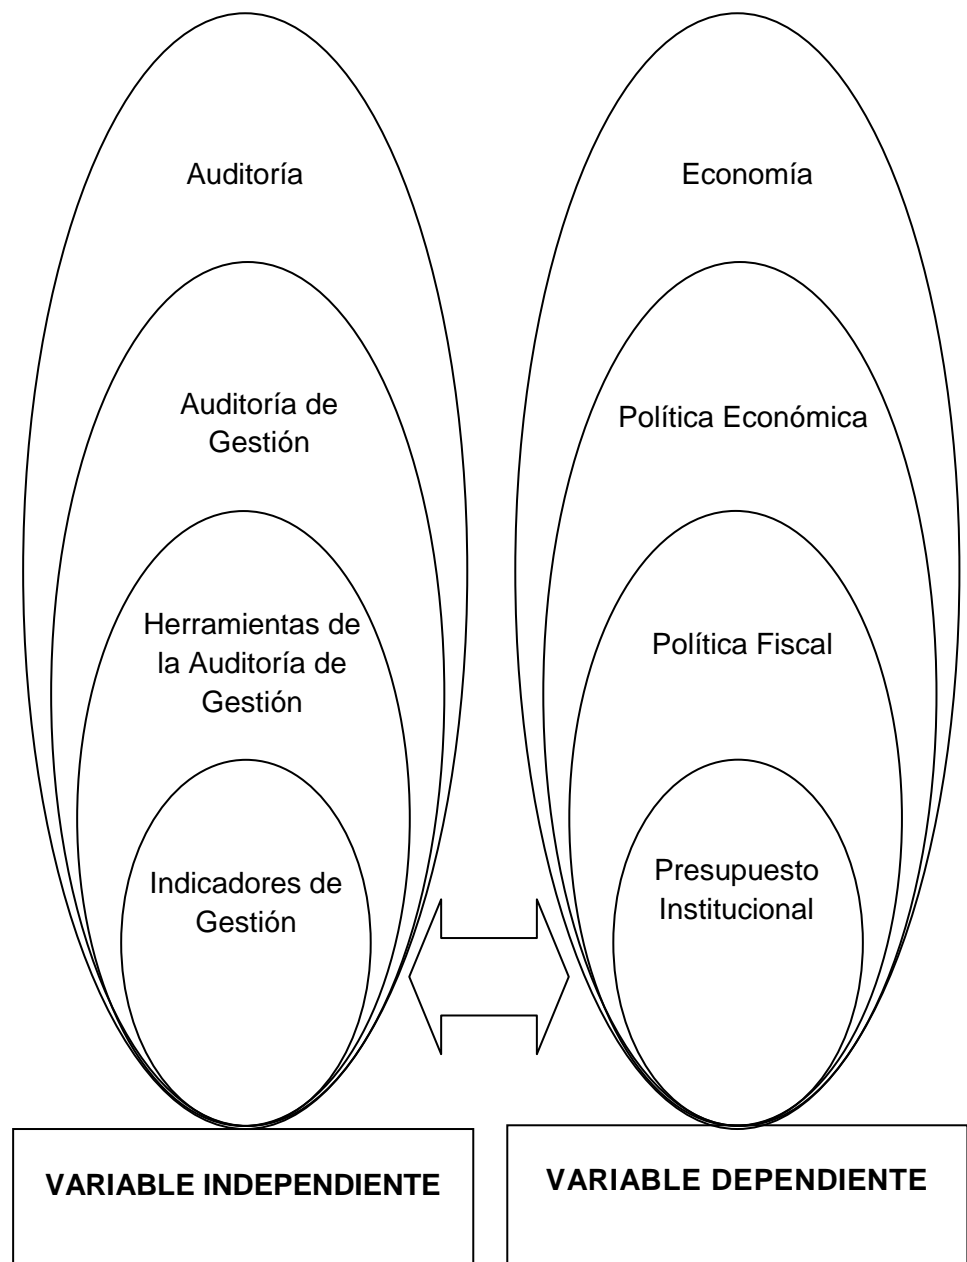 Auditoría
Auditoría de
Gestión
Herramientas de
la Auditoría de
Gestión
Indicadores de
Gestión
VARIABLE INDEPENDIENTE
Economía
Política Económica
Política Fiscal
Presupuesto
Institucional
VARIABLE DEPENDIENTE